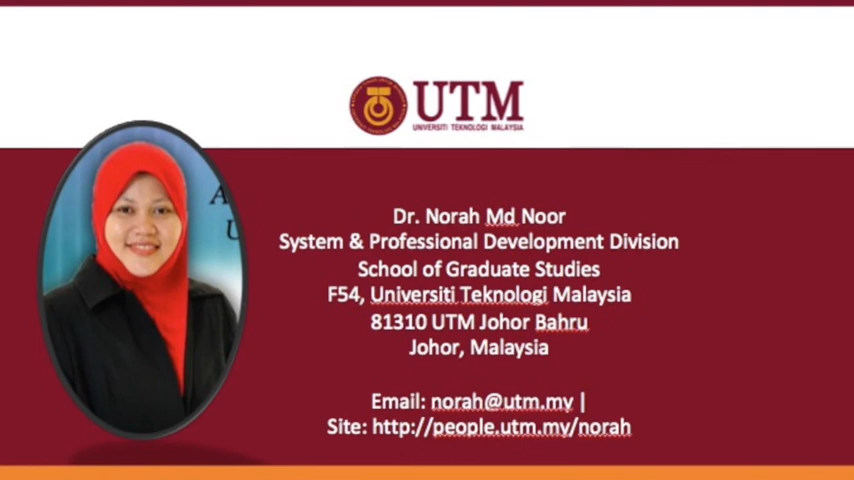 UTM
UNIVERSITI TEKNOLOGI MALAYSIA
Dr. Norah Md Noor
System & Professional Development Division
School of Graduate Studies
F54, Universiti Teknologi Malaysia
81310 UTM Johor Bahru
Johor, Malaysia
Email: norah@utm.my |
Site: http://people.utm.my/norah